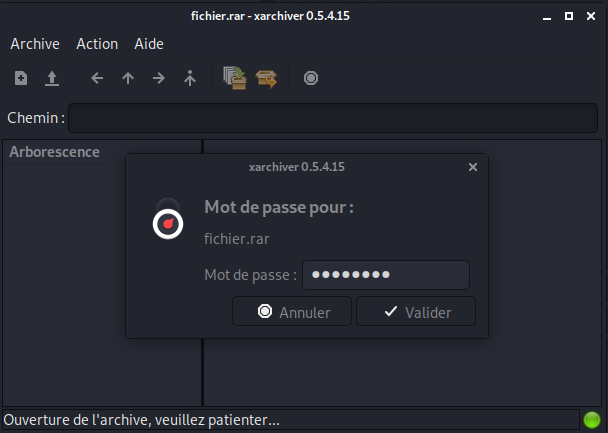 fichier.rar - xarchiver 0.5.4.15
Archive Action Aide
Chemin :
Arborescence
xarchiver 0.5.4.15
Mot de passe pour :
fichier.rar
Mot de passe : ●●●●●●●●
Annuler Valider
Ouverture de l'archive, veuillez patienter...